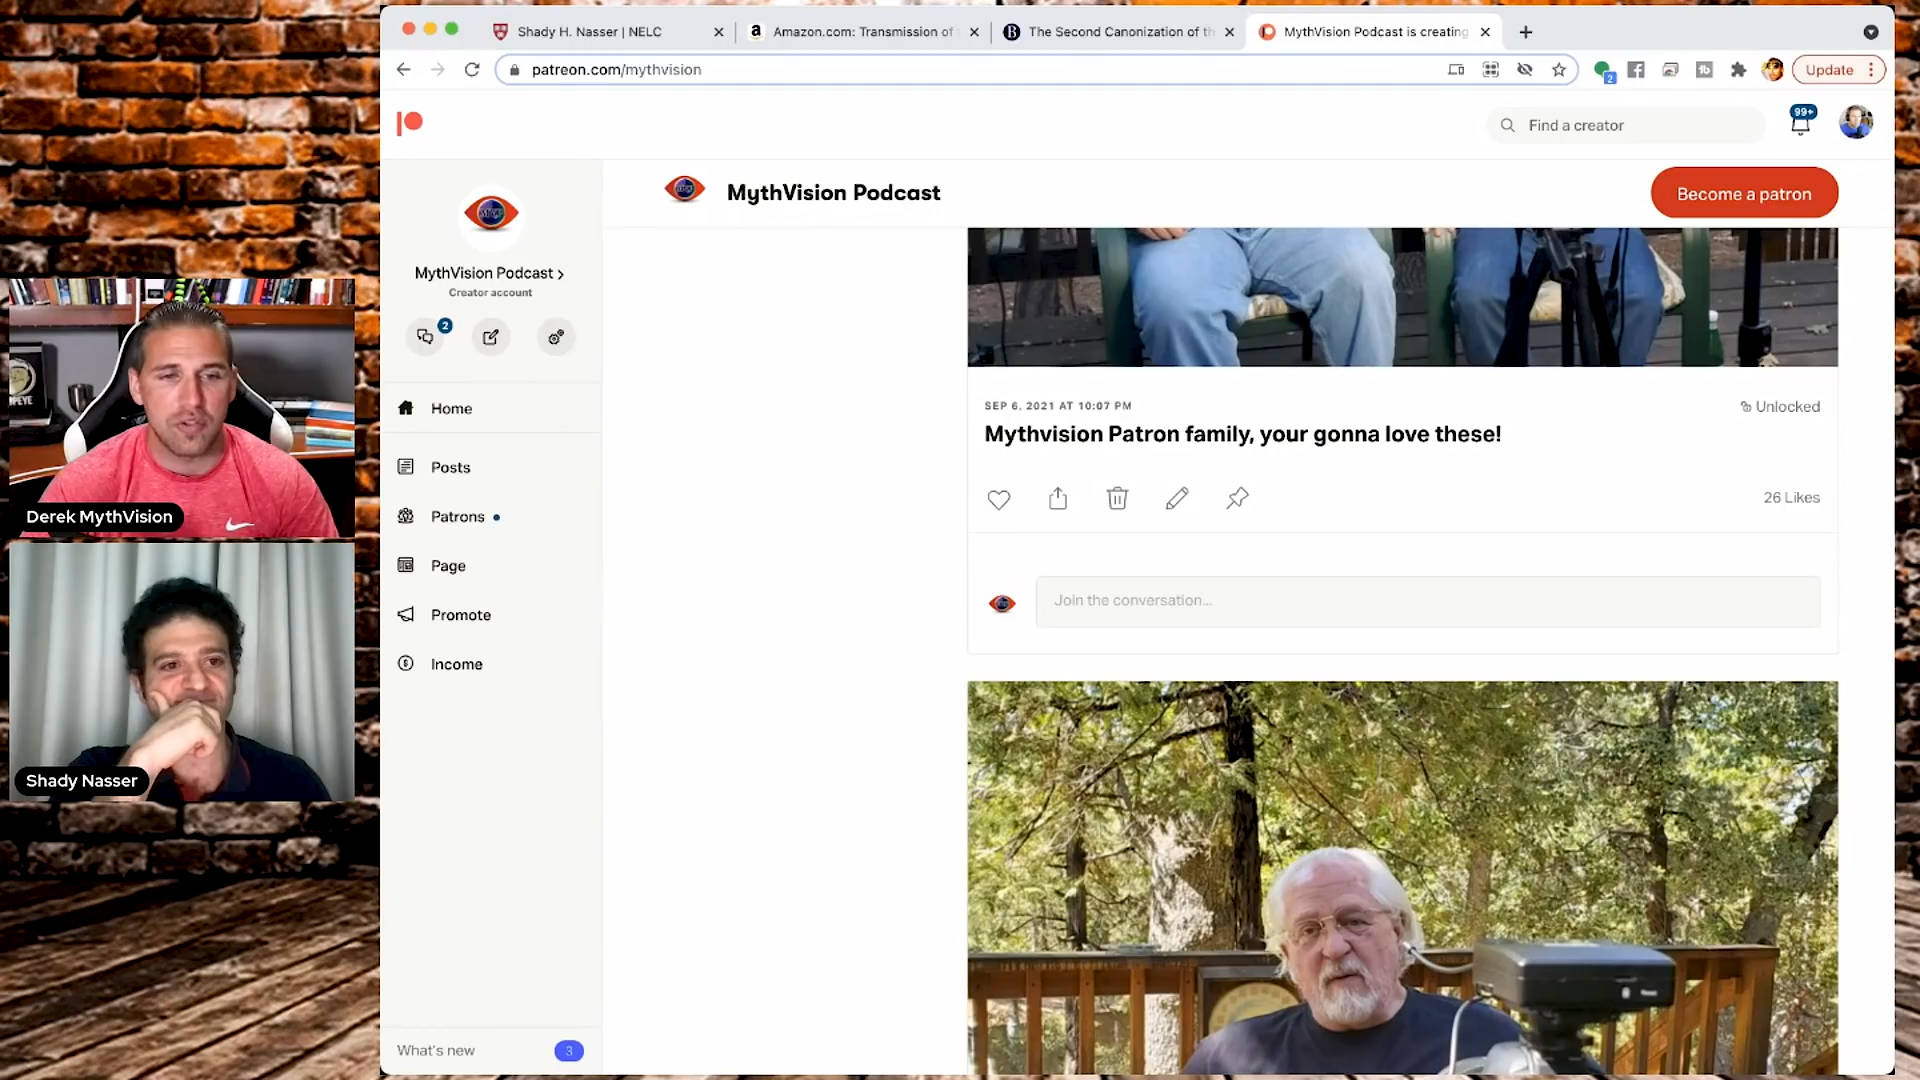 Shady H. Nasser | NELC
Amazon.com: Transmission of
The Second Canonization of th
MythVision Podcast is creating
patreon.com/mythvision
2
Update
Find a creator
99+
MythVision Podcast
Become a patron
MythVision Podcast
Creator account
2
Home
Posts
Patrons
Page
Promote
Income
What's new
3
SEP 6, 2021 AT 10:07 PM
Unlocked
Mythvision Patron family, your gonna love these!
26 Likes
Join the conversation...
Derek MythVision
Shady Nasser